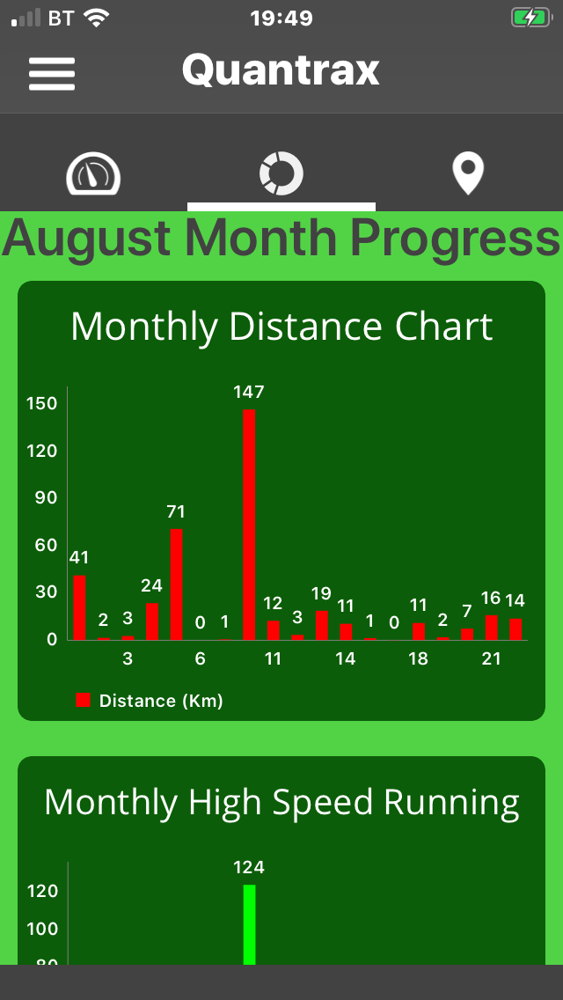 BT 19:49
Quantrax
August Month Progress
Monthly Distance Chart
147
150
120
90
71
60
41
30
24
2 3 0 1 12 3 19 11 1 0 11 2 7 16 14
0
3 6 11 14 18 21
Distance (Km)
Monthly High Speed Running
124
120
100
80